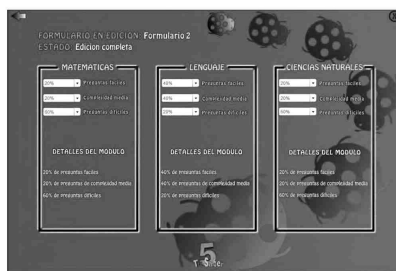 FORMULARIO EN EDICION: Formulario 2
ESTADO: Edicion completa
MATEMATICAS
20% Preguntas faciles
20% Complejidad media
60% Preguntas dificiles
DETALLES DEL MODULO
20% de preguntas faciles
20% de preguntas de complexidad media
60% de preguntas dificiles
LENGUAJE
40% Preguntas faciles
40% Complejidad media
20% Preguntas dificiles
DETALLES DEL MODULO
40% de preguntas faciles
40% de preguntas de complexidad media
20% de preguntas dificiles
CIENCIAS NATURALES
20% Preguntas faciles
20% Complejidad media
60% Preguntas dificiles
DETALLES DEL MODULO
20% de preguntas faciles
20% de preguntas de complexidad media
60% de preguntas dificiles
5